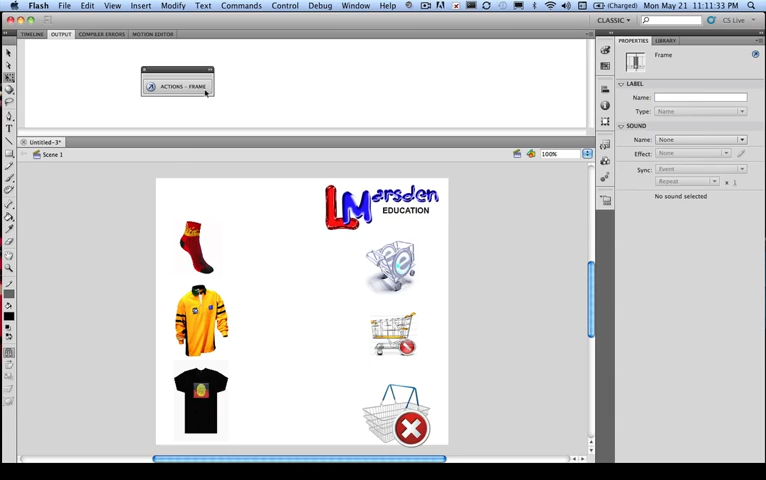 Flash File Edit View Insert Modify Text Commands Control Debug Window Help (Charged) Mon May 21 11:11:33 PM
CLASSIC CS Live
TIMELINE OUTPUT COMPILER ERRORS MOTION EDITOR
PROPERTIES LIBRARY
Frame
ACTIONS - FRAME
LABEL
Name:
Type: Name
SOUND
Name: None
Effect: None
Sync: Event
Repeat x 1
No sound selected
Untitled-3*
Scene 1 100%
LMarsden
EDUCATION